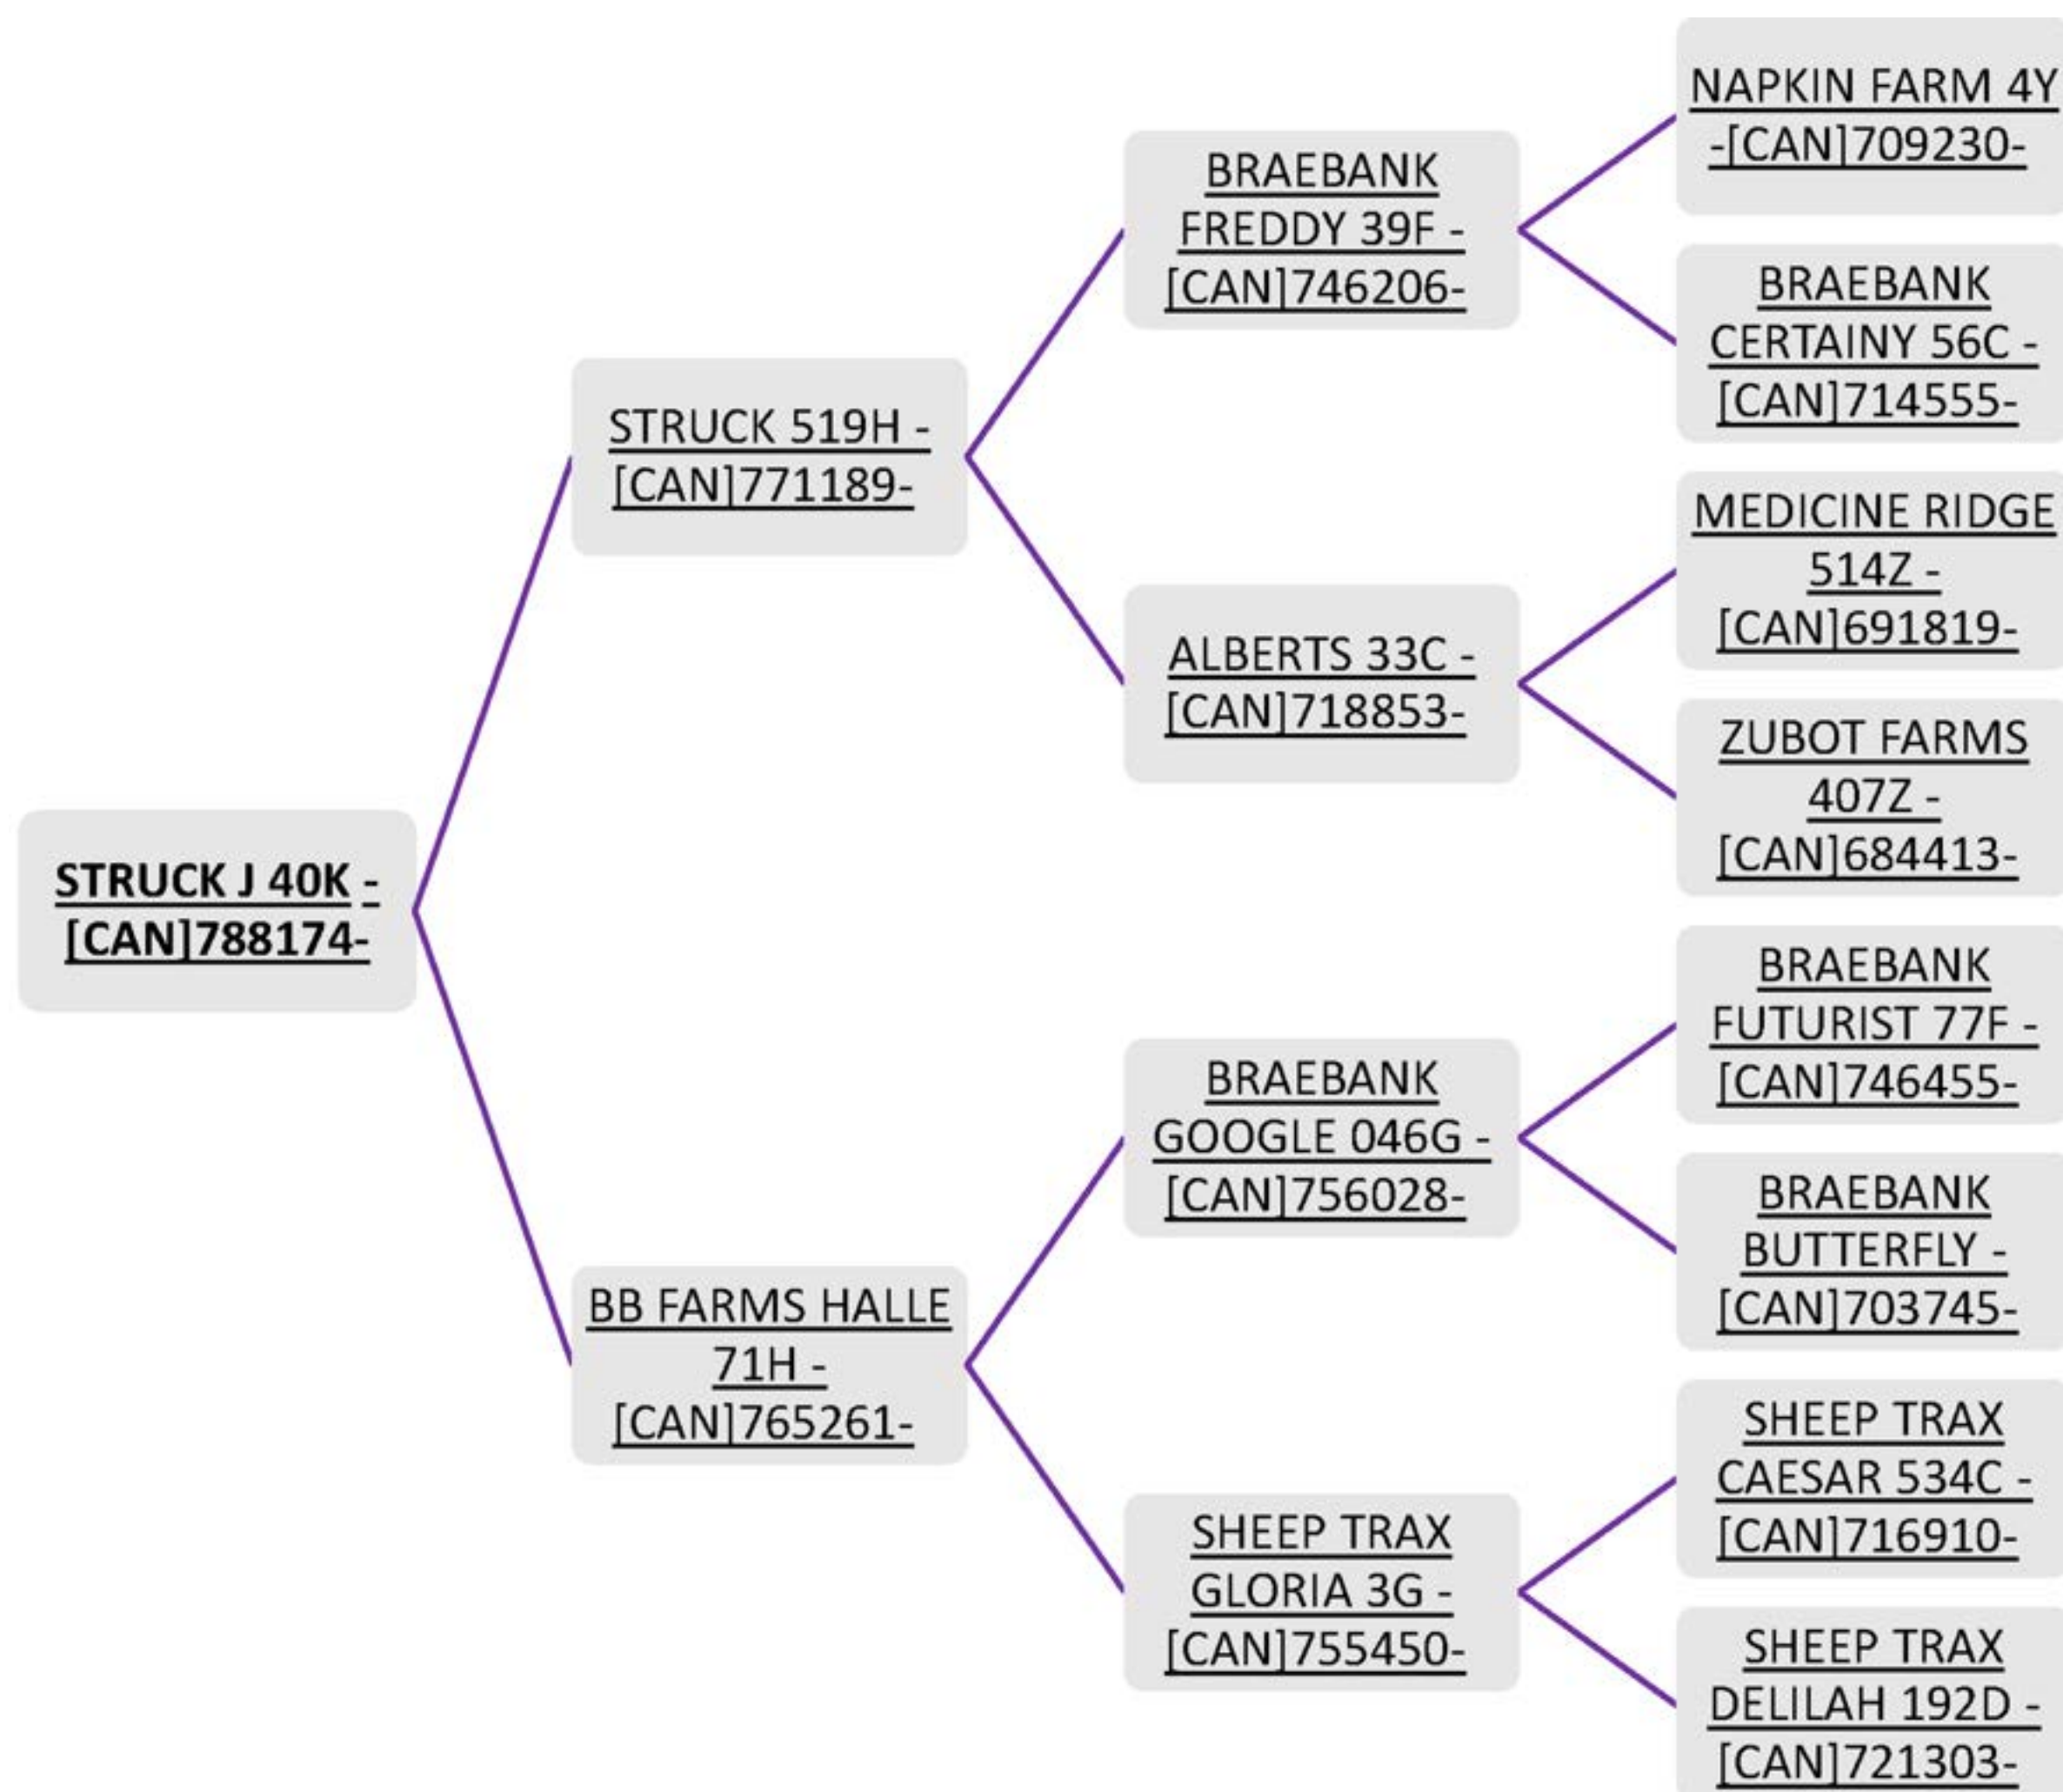 STRUCK J 40K -
[CAN]788174-
STRUCK 519H -
[CAN]771189-
BB FARMS HALLE
71H -
[CAN]765261-
BRAEBANK
FREDDY 39F -
[CAN]746206-
ALBERTS 33C -
[CAN]718853-
BRAEBANK
GOOGLE 046G -
[CAN]756028-
SHEEP TRAX
GLORIA 3G -
[CAN]755450-
NAPKIN FARM 4Y
-[CAN]709230-
BRAEBANK
CERTAINY 56C -
[CAN]714555-
MEDICINE RIDGE
514Z -
[CAN]691819-
ZUBOT FARMS
407Z -
[CAN]684413-
BRAEBANK
FUTURIST 77F -
[CAN]746455-
BRAEBANK
BUTTERFLY -
[CAN]703745-
SHEEP TRAX
CAESAR 534C -
[CAN]716910-
SHEEP TRAX
DELILAH 192D -
[CAN]721303-